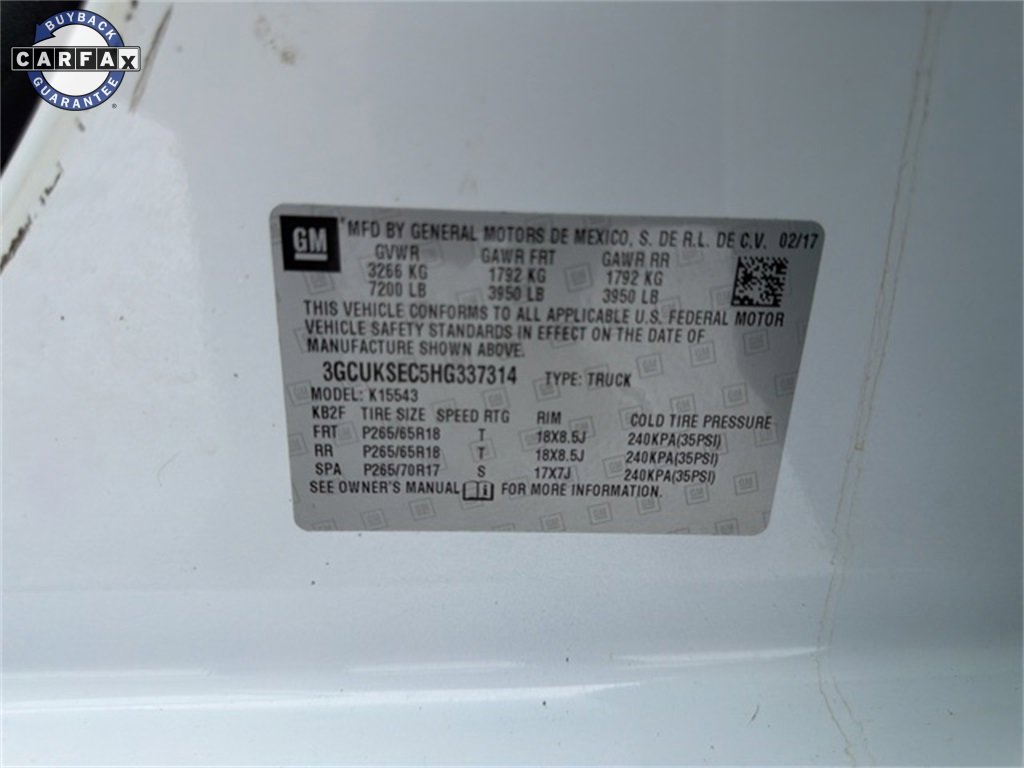 BUYBACK
CARFAX
GUARANTEE
®
GM
MFD BY GENERAL MOTORS DE MEXICO, S. DE R.L. DE C.V. 02/17
GVWR GAWR FRT GAWR RR
3266 KG 1792 KG 1792 KG
7200 LB 3950 LB 3950 LB
THIS VEHICLE CONFORMS TO ALL APPLICABLE U.S. FEDERAL MOTOR
VEHICLE SAFETY STANDARDS IN EFFECT ON THE DATE OF
MANUFACTURE SHOWN ABOVE.
3GCUKSEC5HG337314 TYPE: TRUCK
MODEL: K15543
KB2F TIRE SIZE SPEED RTG RIM COLD TIRE PRESSURE
FRT P265/65R18 T 18X8.5J 240KPA(35PSI)
RR P265/65R18 T 18X8.5J 240KPA(35PSI)
SPA P265/70R17 S 17X7J 240KPA(35PSI)
SEE OWNER'S MANUAL FOR MORE INFORMATION.